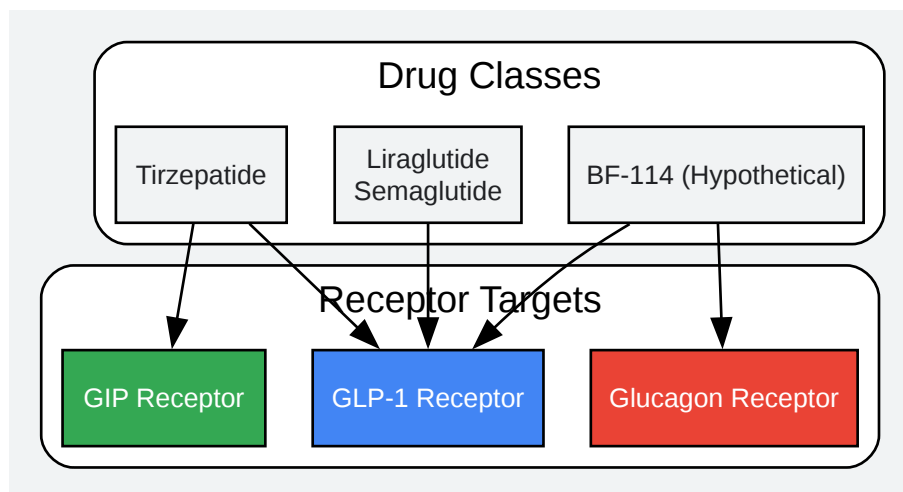 Drug Classes
Tirzepatide
Liraglutide
Semaglutide
BF-114 (Hypothetical)
Receptor Targets
GIP Receptor
GLP-1 Receptor
Glucagon Receptor